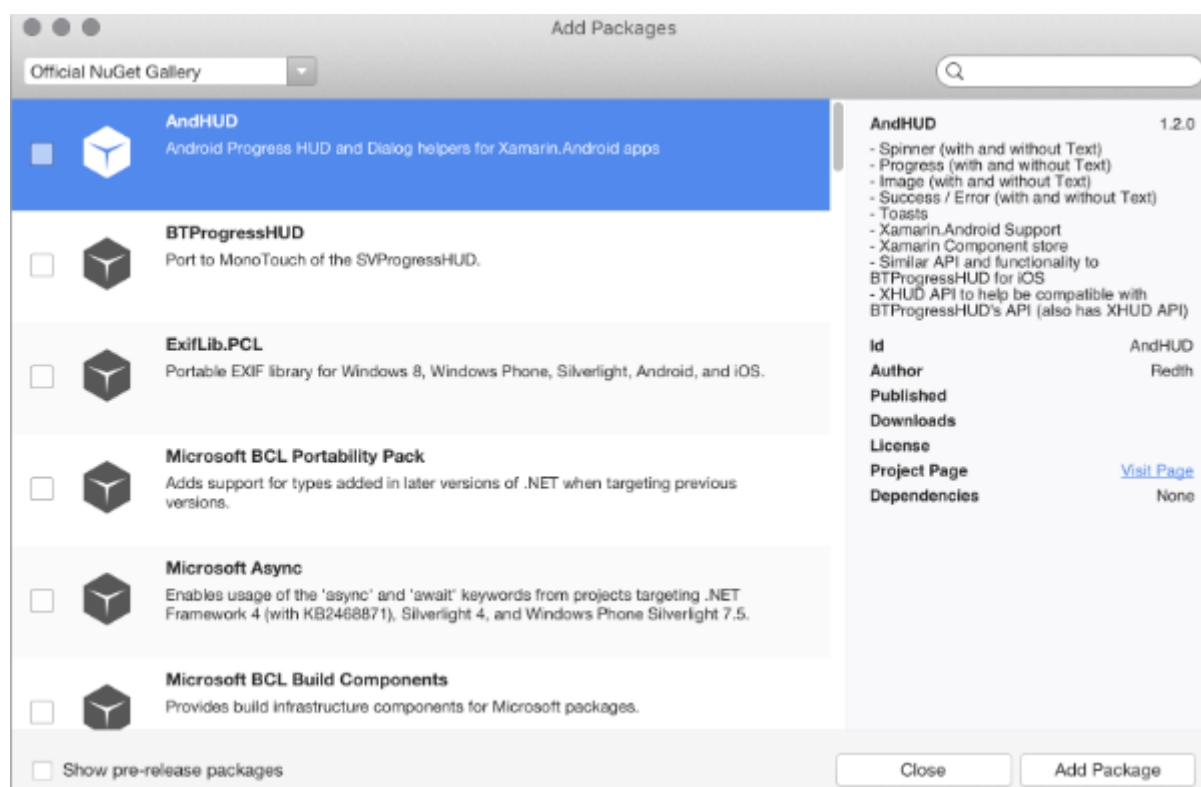 Add Packages
Official NuGet Gallery
AndHUD
Android Progress HUD and Dialog helpers for Xamarin.Android apps
BTProgressHUD
Port to MonoTouch of the SVProgressHUD.
ExifLib.PCL
Portable EXIF library for Windows 8, Windows Phone, Silverlight, Android, and iOS.
Microsoft BCL Portability Pack
Adds support for types added in later versions of .NET when targeting previous
versions.
Microsoft Async
Enables usage of the 'async' and 'await' keywords from projects targeting .NET
Framework 4 (with KB2468871), Silverlight 4, and Windows Phone Silverlight 7.5.
Microsoft BCL Build Components
Provides build infrastructure components for Microsoft packages.
AndHUD 1.2.0
- Spinner (with and without Text)
- Progress (with and without Text)
- Image (with and without Text)
- Success / Error (with and without Text)
- Toasts
- Xamarin.Android Support
- Xamarin Component store
- Similar API and functionality to
BTProgressHUD for iOS
- XHUD API to help be compatible with
BTProgressHUD's API (also has XHUD API)
Id AndHUD
Author Redth
Published
Downloads
License
Project Page Visit Page
Dependencies None
Show pre-release packages
Close
Add Package